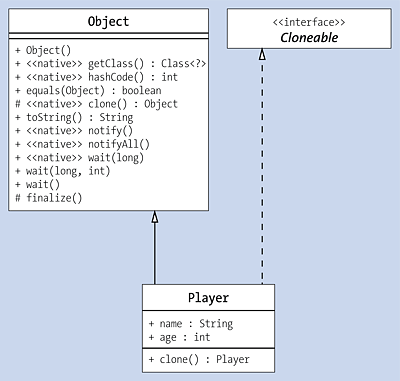 Object
+ Object()
+ <<native>> getClass() : Class<?>
+ <<native>> hashCode() : int
+ equals(Object) : boolean
# <<native>> clone() : Object
+ toString() : String
+ <<native>> notify()
+ <<native>> notifyAll()
+ <<native>> wait(long)
+ wait(long, int)
+ wait()
# finalize()
<<interface>>
Cloneable
Player
+ name : String
+ age : int
+ clone() : Player